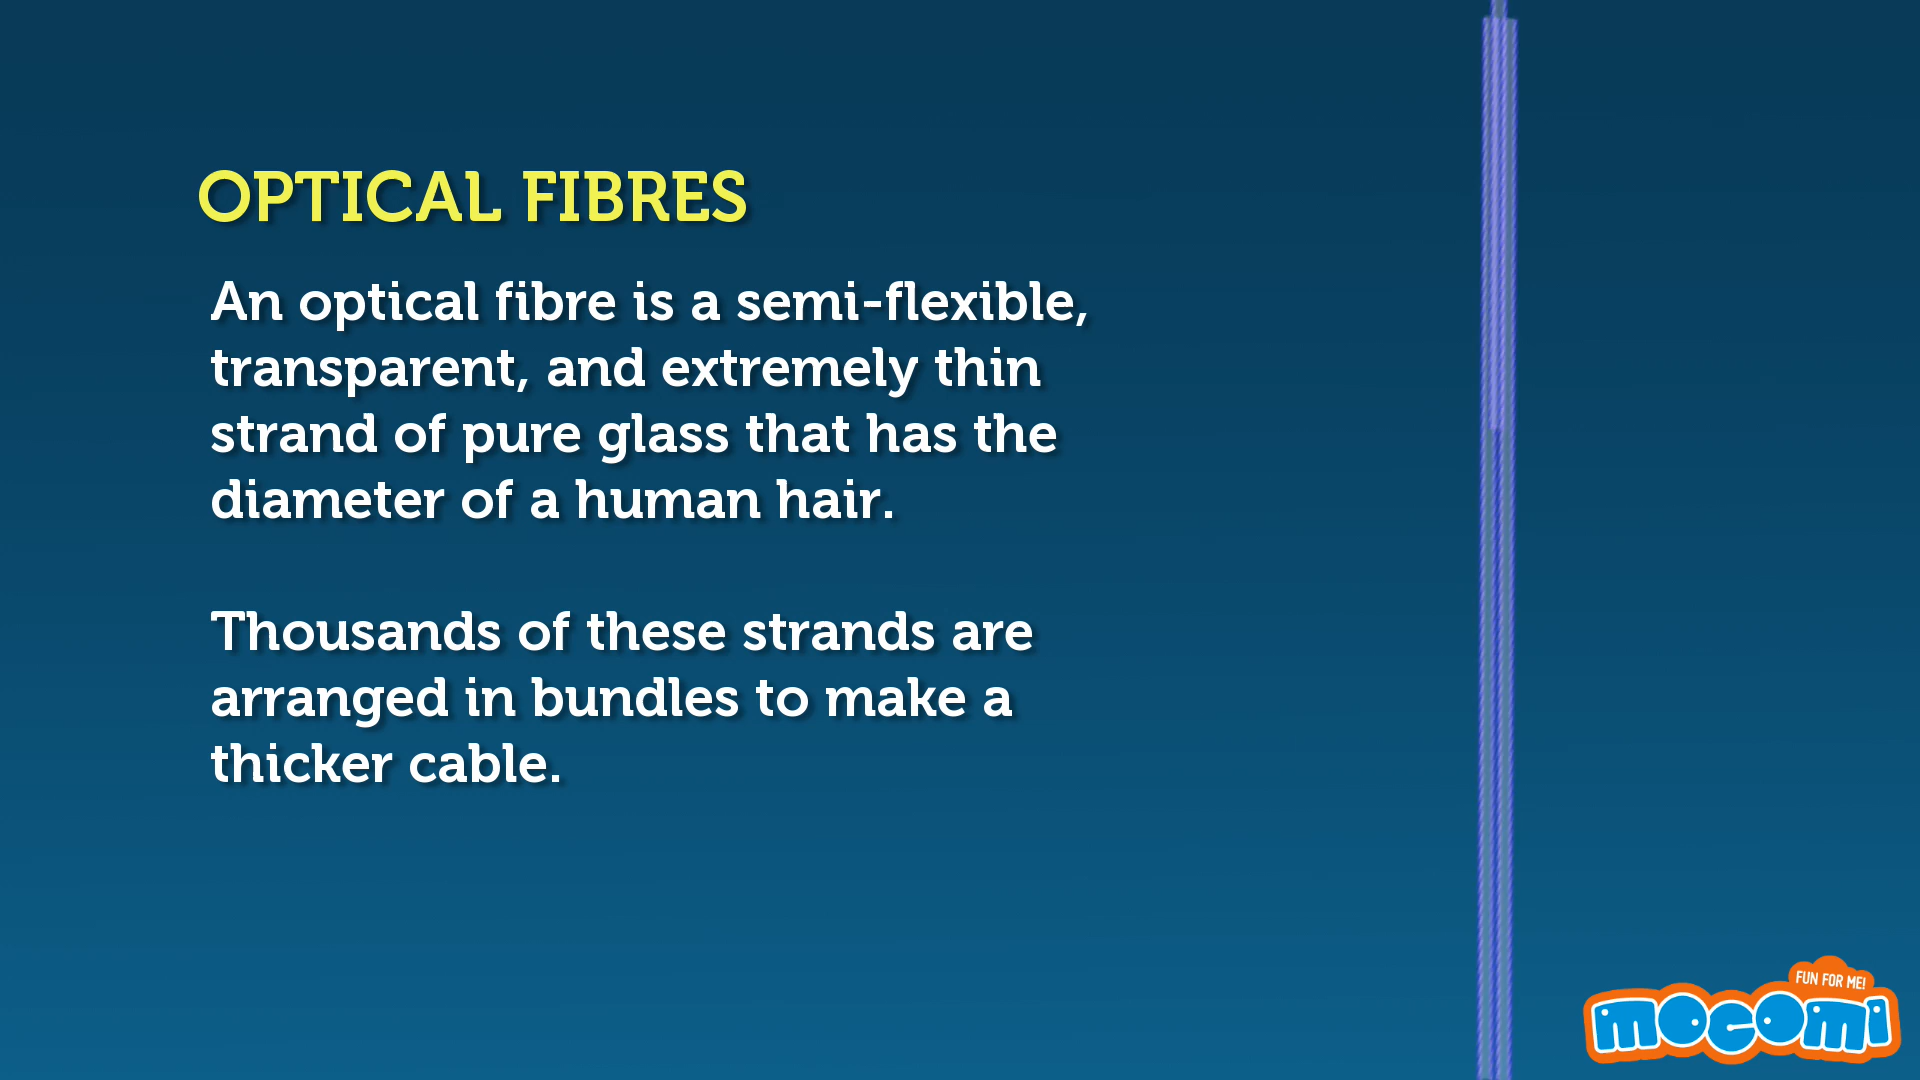 OPTICAL FIBRES
An optical fibre is a semi-flexible,
transparent, and extremely thin
strand of pure glass that has the
diameter of a human hair.
Thousands of these strands are
arranged in bundles to make a
thicker cable.
FUN FOR ME!
mocomi